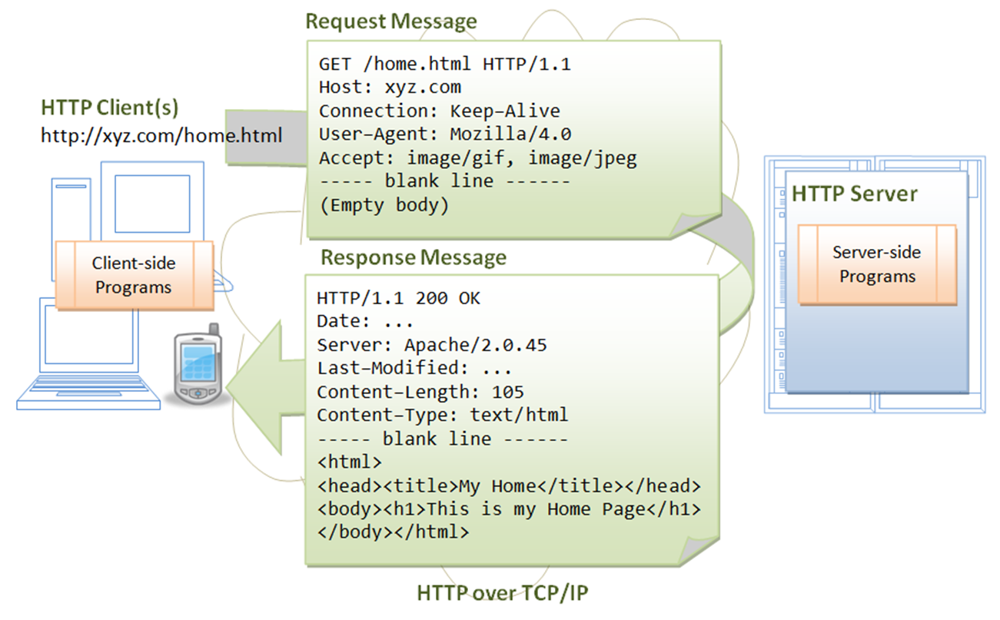 Request Message
GET /home.html HTTP/1.1
Host: xyz.com
Connection: Keep-Alive
User-Agent: Mozilla/4.0
Accept: image/gif, image/jpeg
----- blank line ------
(Empty body)
HTTP Client(s)
http://xyz.com/home.html
Client-side
Programs
HTTP Server
Server-side
Programs
Response Message
HTTP/1.1 200 OK
Date: ...
Server: Apache/2.0.45
Last-Modified: ...
Content-Length: 105
Content-Type: text/html
----- blank line ------
<html>
<head><title>My Home</title></head>
<body><h1>This is my Home Page</h1>
</body></html>
HTTP over TCP/IP